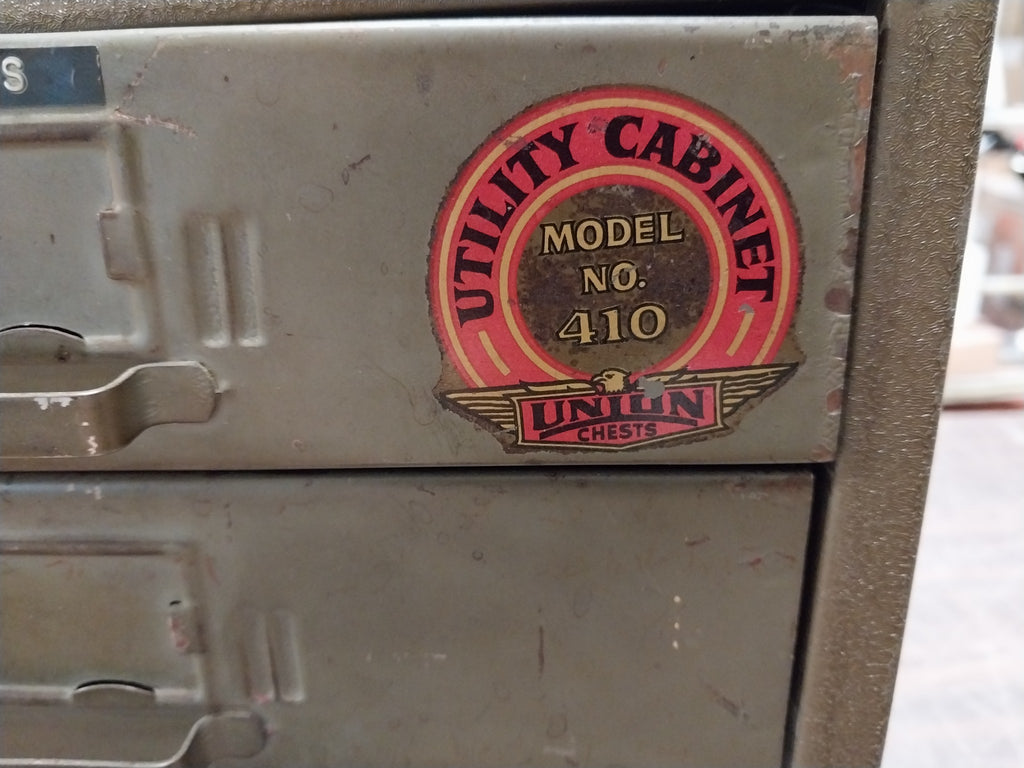 S
UTILITY CABINET
MODEL
NO.
410
UNION
CHESTS